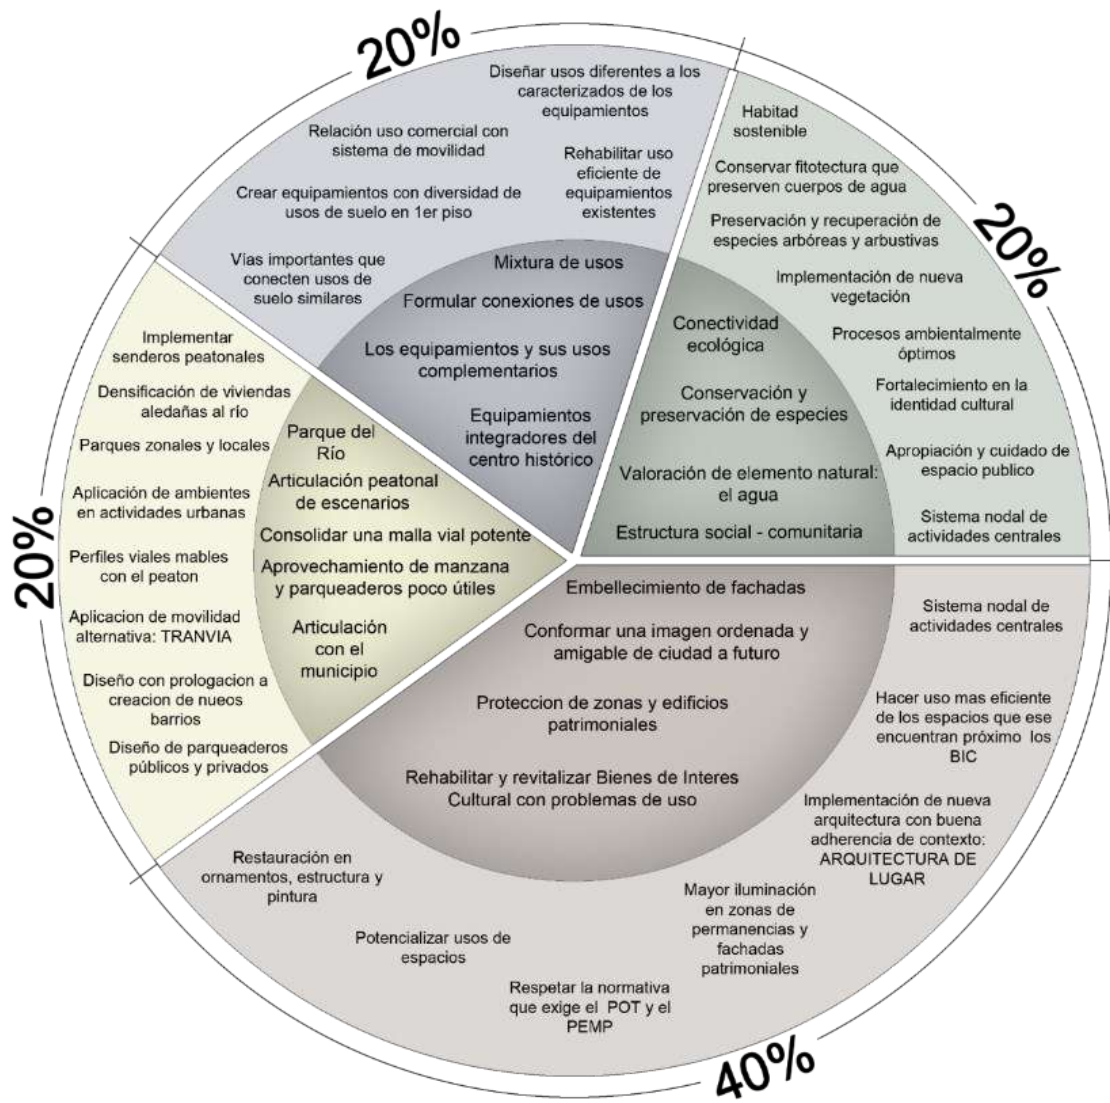 20%
Diseñar usos diferentes a los
caracterizados de los
equipamientos
Relación uso comercial con
sistema de movilidad
Rehabilitar uso
eficiente de
equipamientos
existentes
Crear equipamientos con diversidad de
usos de suelo en 1er piso
Vías importantes que
conecten usos de
suelo similares
Mixtura de usos
Formular conexiones de usos
Los equipamientos y sus usos
complementarios
Equipamientos
integradores del
centro histórico
20%
Habitad
sostenible
Conservar fitotectura que
preserven cuerpos de agua
Preservación y recuperación de
especies arbóreas y arbustivas
Implementación de nueva
vegetación
Procesos ambientalmente
óptimos
Fortalecimiento en la
identidad cultural
Apropiación y cuidado de
espacio publico
Sistema nodal de
actividades centrales
Conectividad
ecológica
Conservación y
preservación de especies
Valoración de elemento natural:
el agua
Estructura social - comunitaria
20%
Implementar
senderos peatonales
Densificación de viviendas
aledañas al río
Parques zonales y locales
Aplicación de ambientes
en actividades urbanas
Perfiles viales mables
con el peaton
Aplicacion de movilidad
alternativa: TRANVIA
Diseño con prologacion a
creacion de nueos
barrios
Diseño de parqueaderos
públicos y privados
Parque del
Río
Articulación peatonal
de escenarios
Consolidar una malla vial potente
Aprovechamiento de manzana
y parqueaderos poco útiles
Articulación
con el
municipio
Embellecimiento de fachadas
Conformar una imagen ordenada y
amigable de ciudad a futuro
Proteccion de zonas y edificios
patrimoniales
Rehabilitar y revitalizar Bienes de Interes
Cultural con problemas de uso
Sistema nodal de
actividades centrales
Hacer uso mas eficiente
de los espacios que ese
encuentran próximo los
BIC
Implementación de nueva
arquitectura con buena
adherencia de contexto:
ARQUITECTURA DE
LUGAR
Mayor iluminación
en zonas de
permanencias y
fachadas
patrimoniales
Respetar la normativa
que exige el POT y el
PEMP
Potencializar usos de
espacios
Restauración en
ornamentos, estructura y
pintura
40%